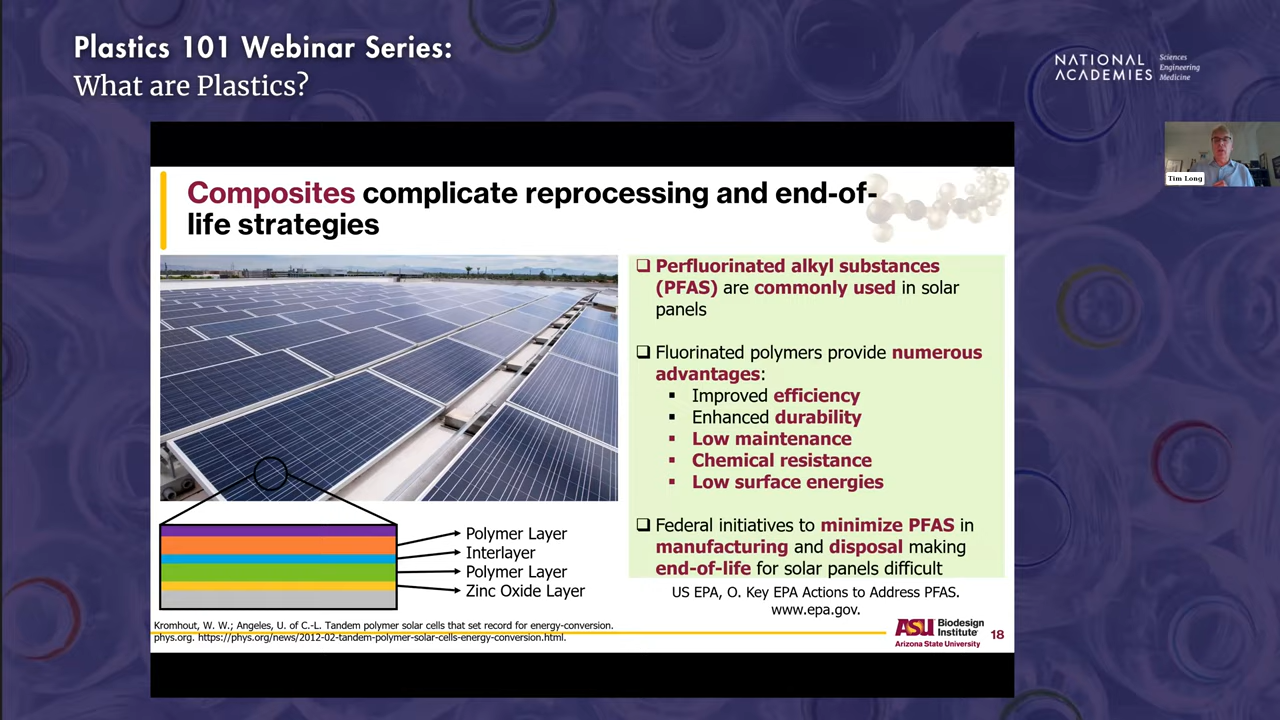 Plastics 101 Webinar Series:
What are Plastics?
NATIONAL
ACADEMIES
Sciences
Engineering
Medicine
Tim Long
Composites complicate reprocessing and end-of-
life strategies
Perfluorinated alkyl substances
(PFAS) are commonly used in solar
panels
Fluorinated polymers provide numerous
advantages:
Improved efficiency
Enhanced durability
Low maintenance
Chemical resistance
Low surface energies
Federal initiatives to minimize PFAS in
manufacturing and disposal making
end-of-life for solar panels difficult
Polymer Layer
Interlayer
Polymer Layer
Zinc Oxide Layer
US EPA, O. Key EPA Actions to Address PFAS.
www.epa.gov.
Kromhout, W. W.; Angeles, U. of C.-L. Tandem polymer solar cells that set record for energy-conversion.
phys.org. https://phys.org/news/2012-02-tandem-polymer-solar-cells-energy-conversion.html.
ASU Biodesign
Institute
Arizona State University
18